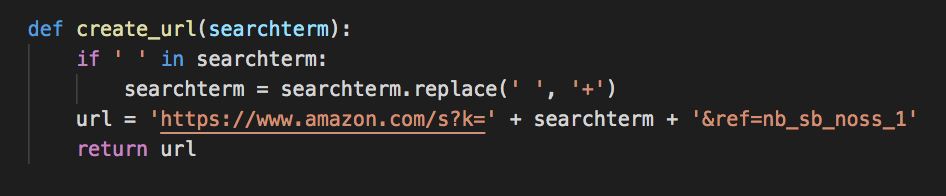 def create_url(searchterm):
    if ' ' in searchterm:
        searchterm = searchterm.replace(' ', '+')
    url = 'https://www.amazon.com/s?k=' + searchterm + '&ref=nb_sb_noss_1'
    return url